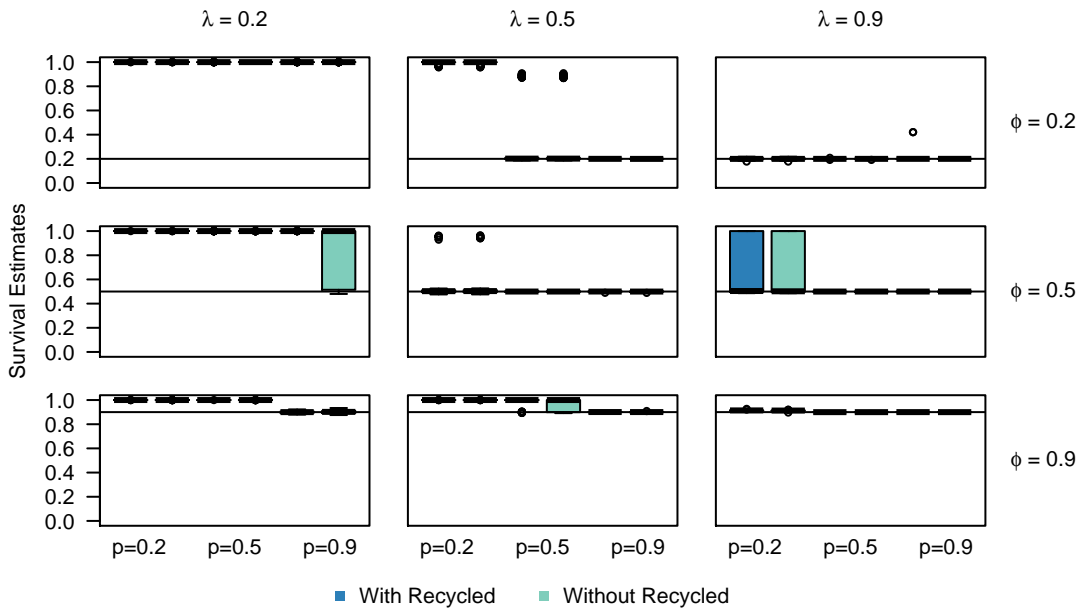 λ = 0.2 λ = 0.5 λ = 0.9
1.0
0.8
0.6
0.4
0.2
0.0
ϕ = 0.2
Survival Estimates
1.0
0.8
0.6
0.4
0.2
0.0
ϕ = 0.5
1.0
0.8
0.6
0.4
0.2
0.0
ϕ = 0.9
p=0.2 p=0.5 p=0.9 p=0.2 p=0.5 p=0.9 p=0.2 p=0.5 p=0.9
With Recycled Without Recycled